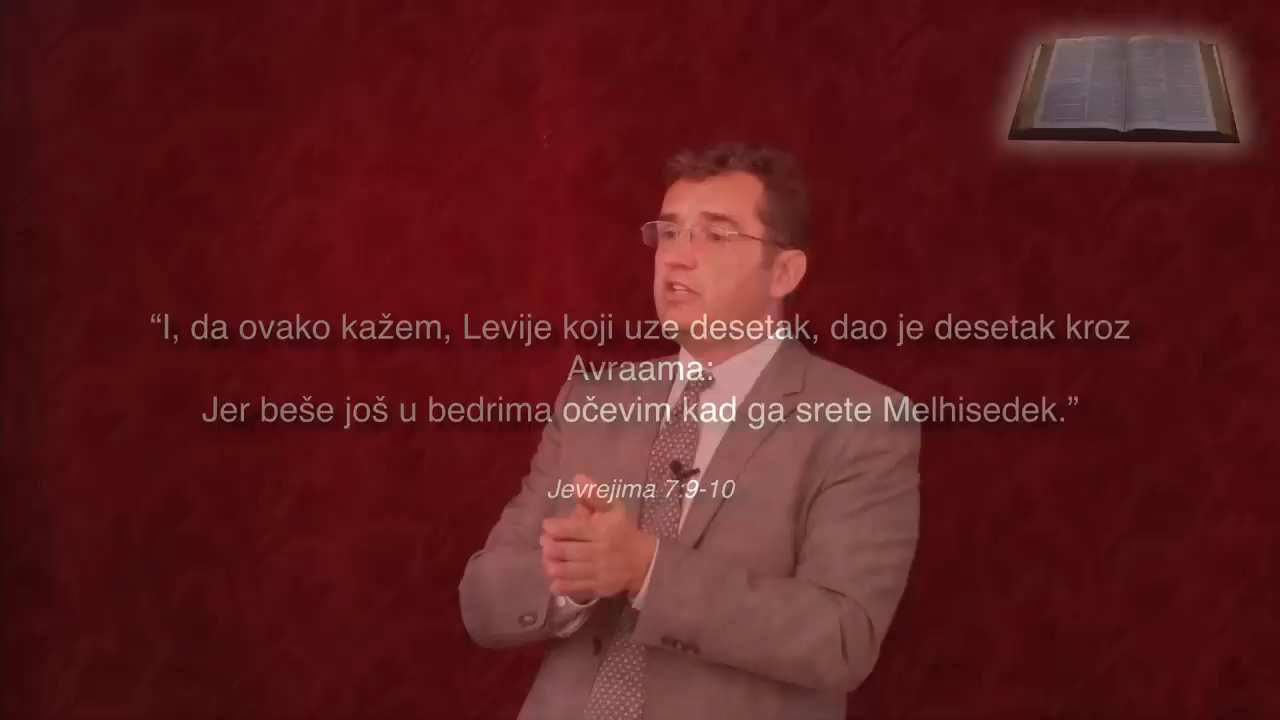 “I, da ovako kažem, Levije koji uze desetak, dao je desetak kroz
Avraama:
Jer beše još u bedrima očevim kad ga srete Melhisedek.”
Jevrejima 7:9-10